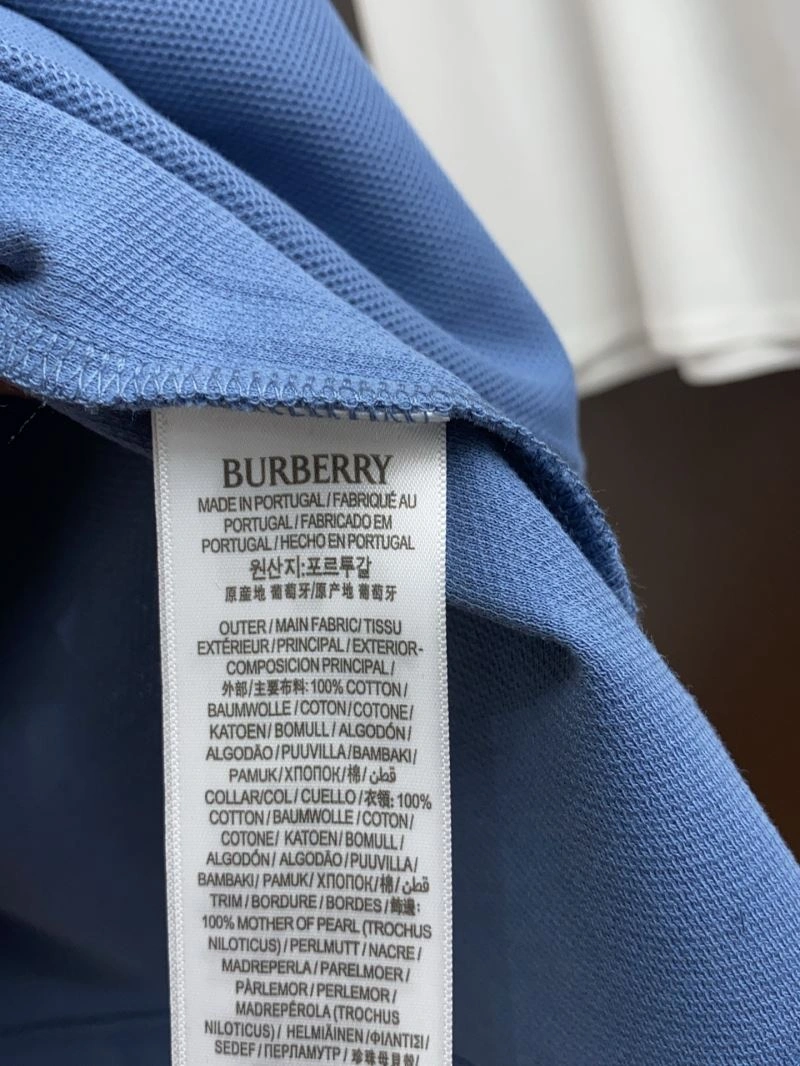 BURBERRY
MADE IN PORTUGAL / FABRIQUÉ AU
PORTUGAL / FABRICADO EM
PORTUGAL / HECHO EN PORTUGAL
원산지:포르투갈
原産地 葡萄牙/原产地 葡萄牙
OUTER / MAIN FABRIC/ TISSU
EXTÉRIEUR / PRINCIPAL / EXTERIOR-
COMPOSICION PRINCIPAL /
外部/主要布料: 100% COTTON /
BAUMWOLLE / COTON / COTONE/
KATOEN / BOMULL / ALGODÓN /
ALGODÃO / PUUVILLA / BAMBAKI /
PAMUK / ХПОПОК/棉/ قطن
COLLAR/COL / CUELLO /衣領: 100%
COTTON / BAUMWOLLE / COTON /
COTONE/ KATOEN / BOMULL /
ALGODÓN / ALGODÃO / PUUVILLA /
BAMBAKI / PAMUK / ХПОПОК/棉/ قطن
TRIM / BORDURE / BORDES / 飾邊:
100% MOTHER OF PEARL (TROCHUS
NILOTICUS) / PERLMUTT / NACRE /
MADREPERLA / PARELMOER /
PÄRLEMOR / PERLEMOR /
MADREPÉROLA (TROCHUS
NILOTICUS) / HELMIÄINEN / ΦΙΛΝΤΙΣΙ /
SEDEF / ПЕРПАМУТР / 珍珠母貝殼/